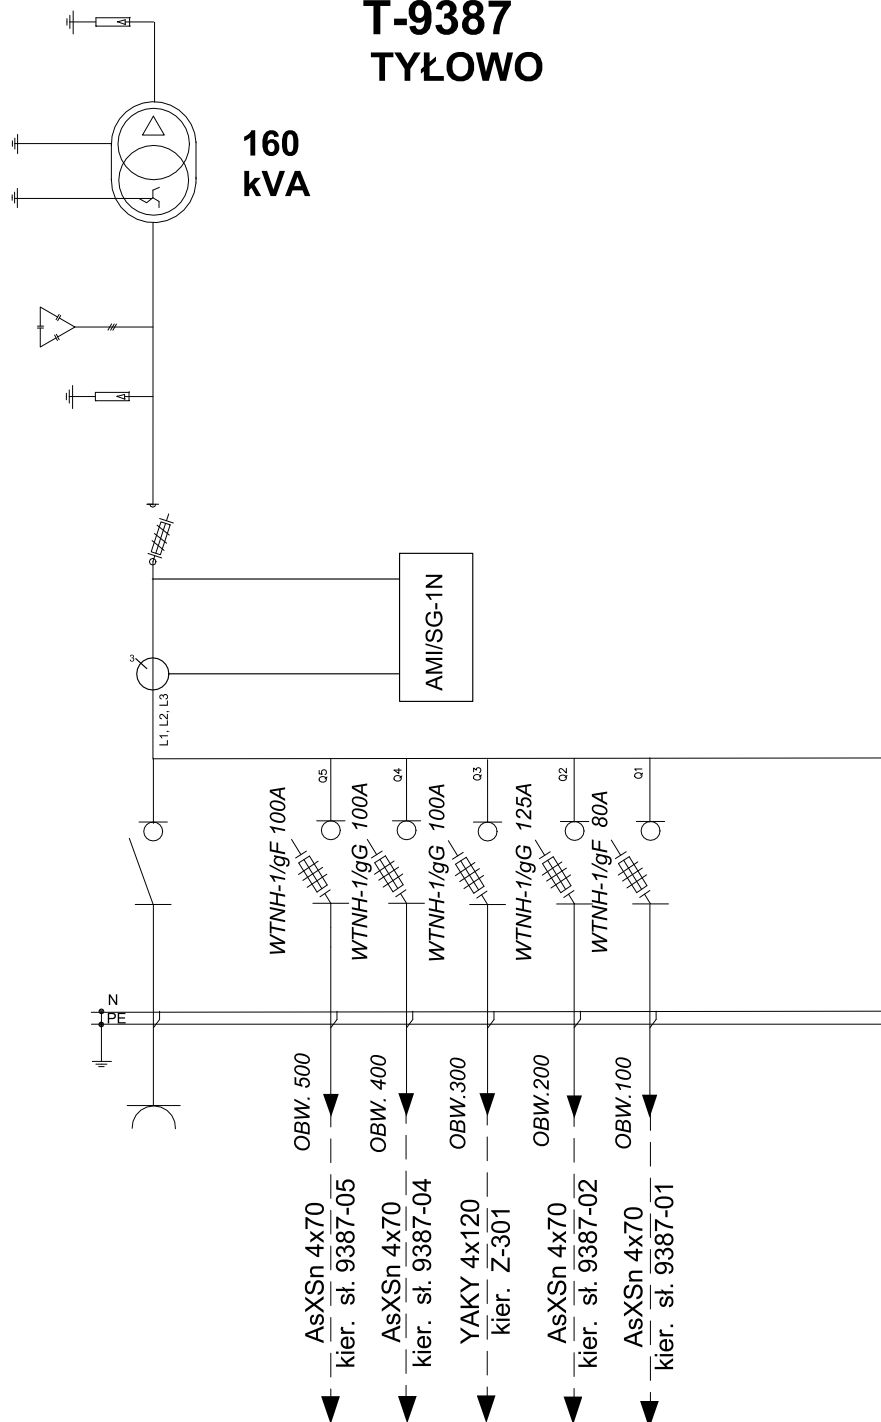 T-9387
TYŁOWO
160
kVA
AMI/SG-1N
3
L1, L2, L3
Q5
Q4
Q3
Q2
Q1
WTNH-1/gF 100A
WTNH-1/gG 100A
WTNH-1/gG 100A
WTNH-1/gG 125A
WTNH-1/gF 80A
N
PE
OBW. 500
OBW. 400
OBW.300
OBW.200
OBW.100
AsXSn 4x70
kier. sł. 9387-05
AsXSn 4x70
kier. sł. 9387-04
YAKY 4x120
kier. Z-301
AsXSn 4x70
kier. sł. 9387-02
AsXSn 4x70
kier. sł. 9387-01